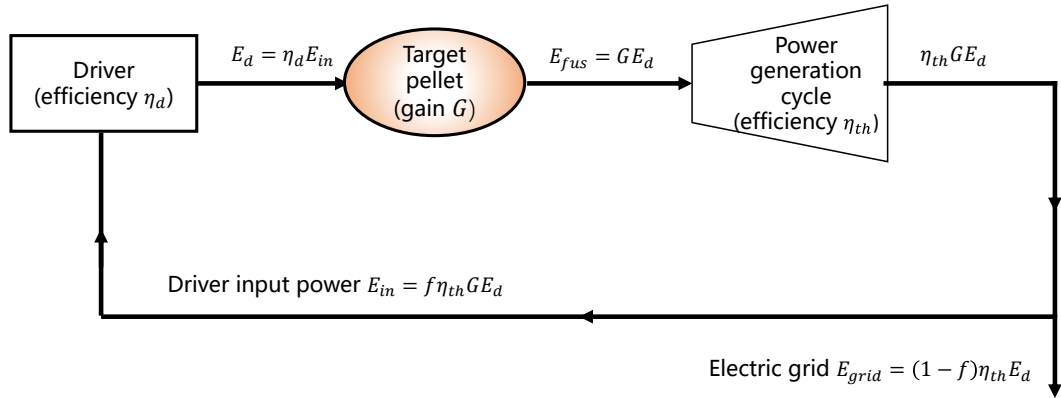 Driver
(efficiency η_d)
E_d = η_d E_in
Target
pellet
(gain G)
E_fus = GE_d
Power
generation
cycle
(efficiency η_th)
η_th GE_d
Driver input power E_in = fη_th GE_d
Electric grid E_grid = (1 − f)η_th E_d